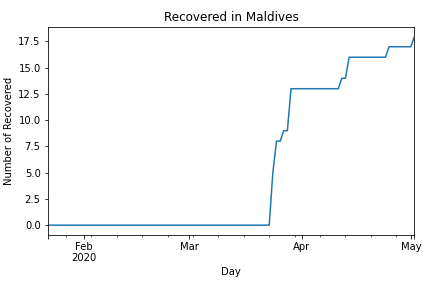 Recovered in Maldives
17.5
15.0
12.5
10.0
7.5
5.0
2.5
0.0
Number of Recovered
Feb
2020
Mar
Apr
May
Day